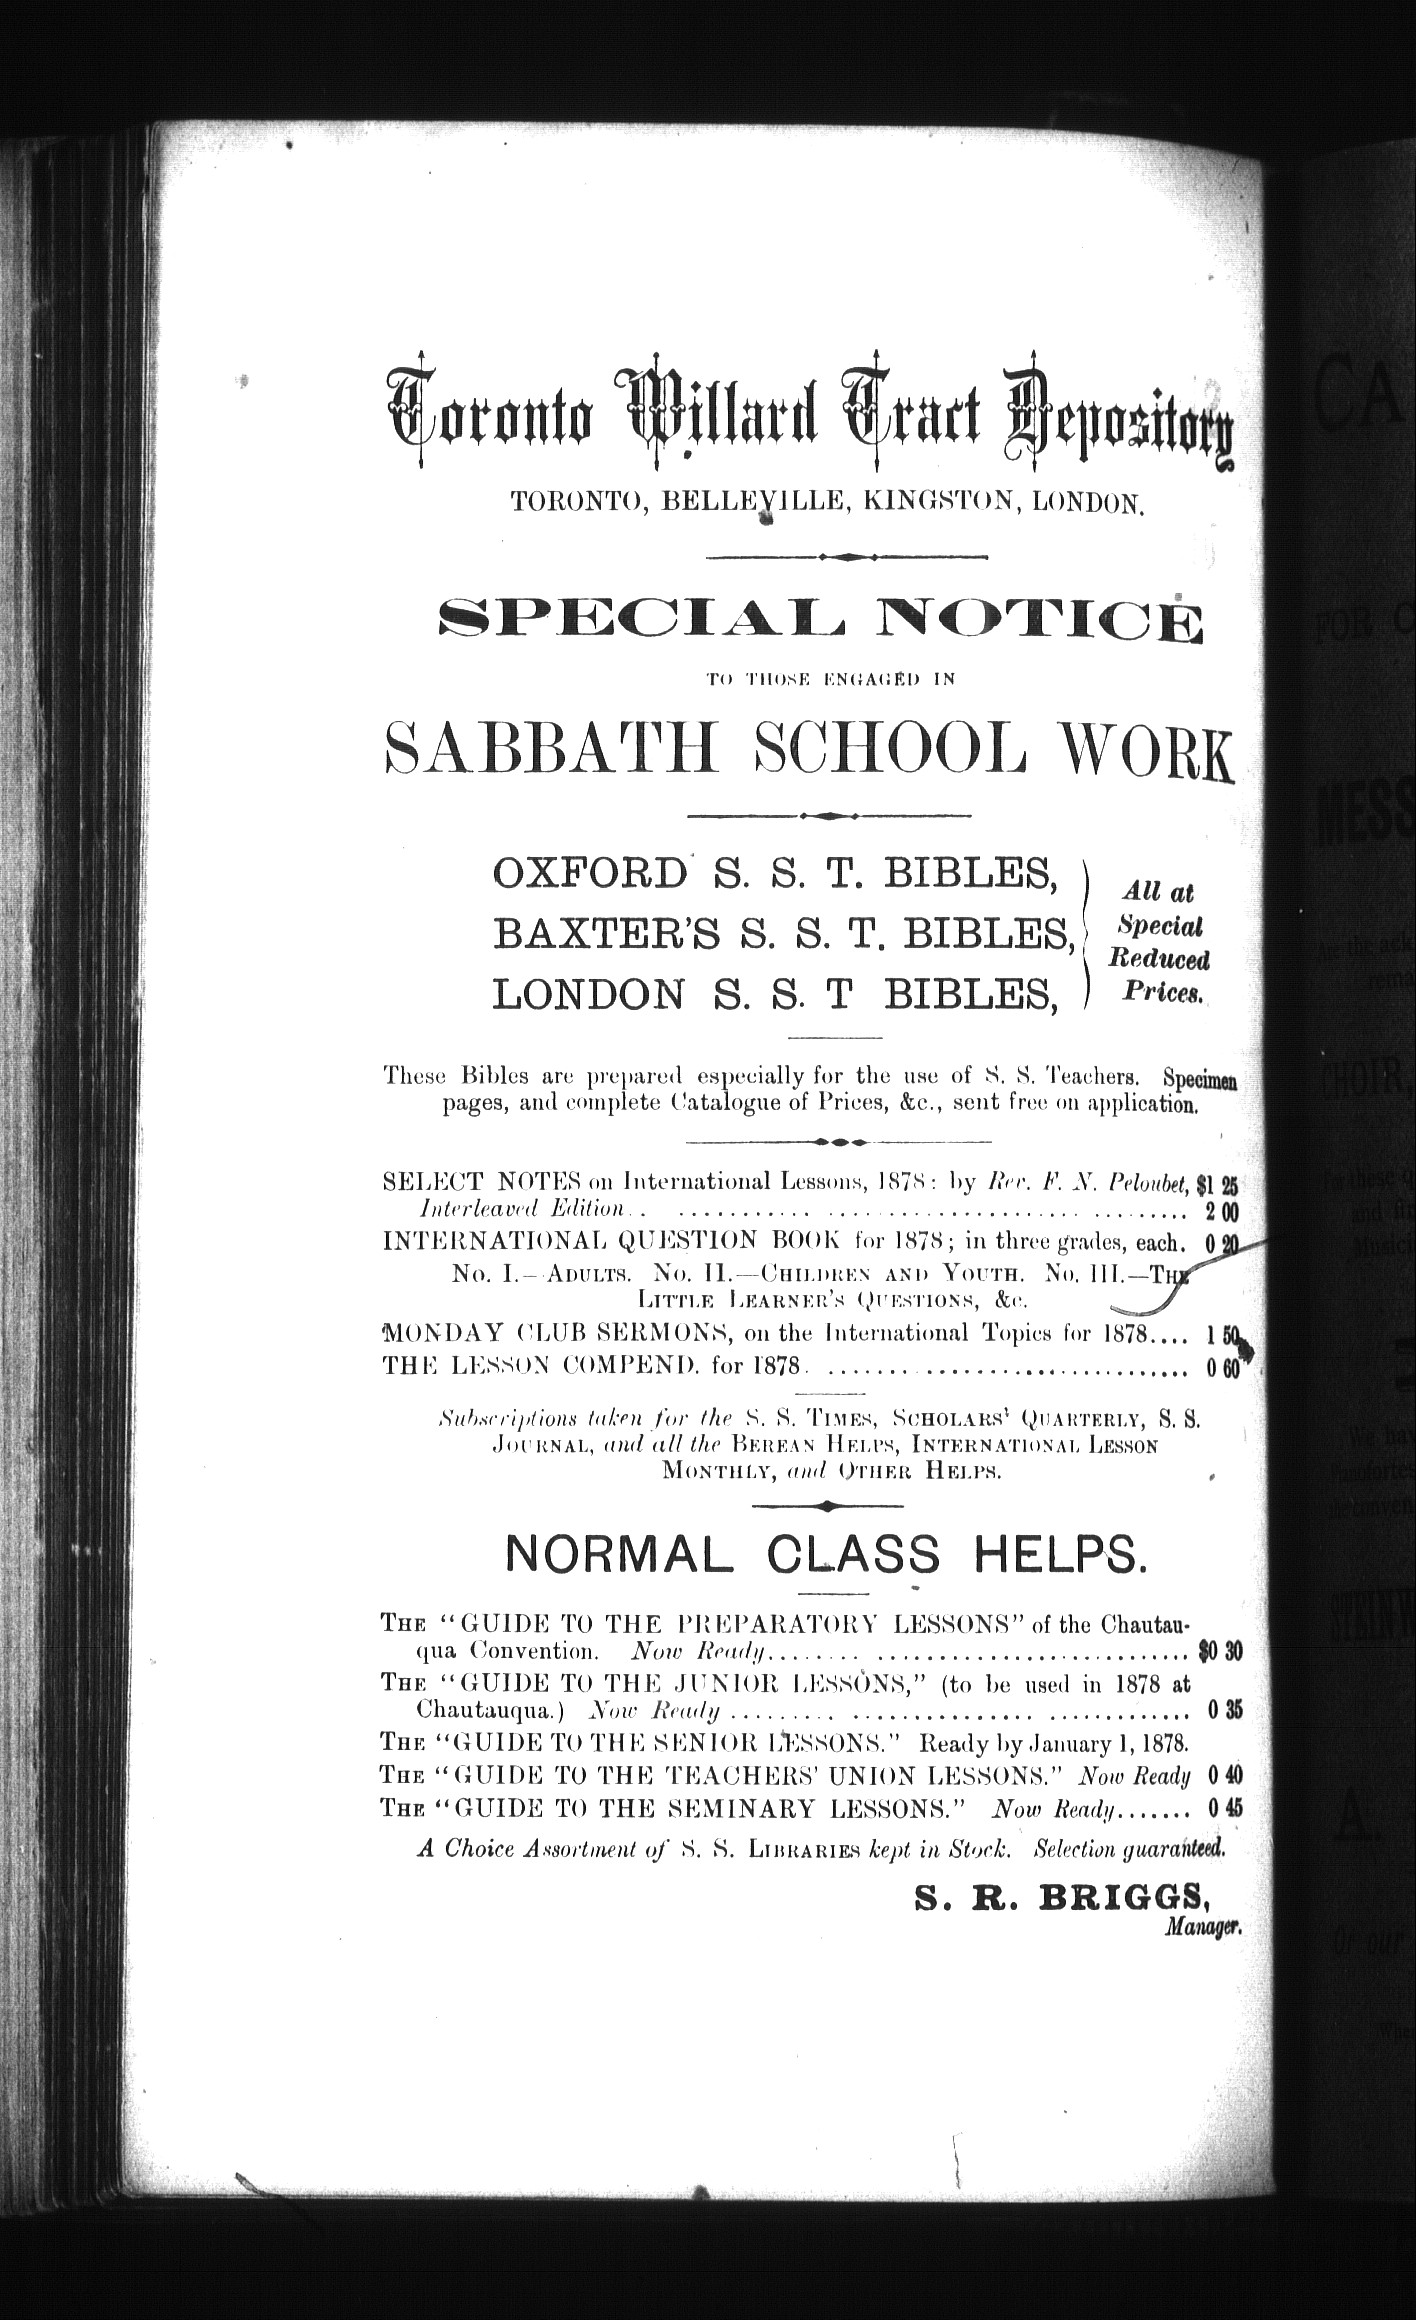 Toronto Willard Tract Depository
TORONTO, BELLEVILLE, KINGSTON, LONDON.
SPECIAL NOTICE
TO THOSE ENGAGED IN
SABBATH SCHOOL WORK
OXFORD S. S. T. BIBLES,
BAXTER'S S. S. T. BIBLES,
LONDON S. S. T BIBLES,
All at
Special
Reduced
Prices.
These Bibles are prepared especially for the use of S. S. Teachers. Specimen
pages, and complete Catalogue of Prices, &c., sent free on application.
SELECT NOTES on International Lessons, 1878: by Rev. F. N. Peloubet, $1 25
Interleaved Edition.. ................................ 2 00
INTERNATIONAL QUESTION BOOK for 1878; in three grades, each. 0 20
No. I.—ADULTS. No. II.—CHILDREN AND YOUTH. No. III.—THE
LITTLE LEARNER'S QUESTIONS, &c.
MONDAY CLUB SERMONS, on the International Topics for 1878.... 1 50
THE LESSON COMPEND. for 1878. ................................ 0 60
Subscriptions taken for the S. S. TIMES, SCHOLARS' QUARTERLY, S. S.
JOURNAL, and all the BEREAN HELPS, INTERNATIONAL LESSON
MONTHLY, and OTHER HELPS.
NORMAL CLASS HELPS.
THE "GUIDE TO THE PREPARATORY LESSONS" of the Chautau-
qua Convention. Now Ready................................ $0 30
THE "GUIDE TO THE JUNIOR LESSONS," (to be used in 1878 at
Chautauqua.) Now Ready ................................ 0 35
THE "GUIDE TO THE SENIOR LESSONS." Ready by January 1, 1878.
THE "GUIDE TO THE TEACHERS' UNION LESSONS." Now Ready 0 40
THE "GUIDE TO THE SEMINARY LESSONS." Now Ready....... 0 45
A Choice Assortment of S. S. LIBRARIES kept in Stock. Selection guaranteed.
S. R. BRIGGS,
Manager.
CA
FOR O
MESS
CHOIR,
STEINW
A.
Or our